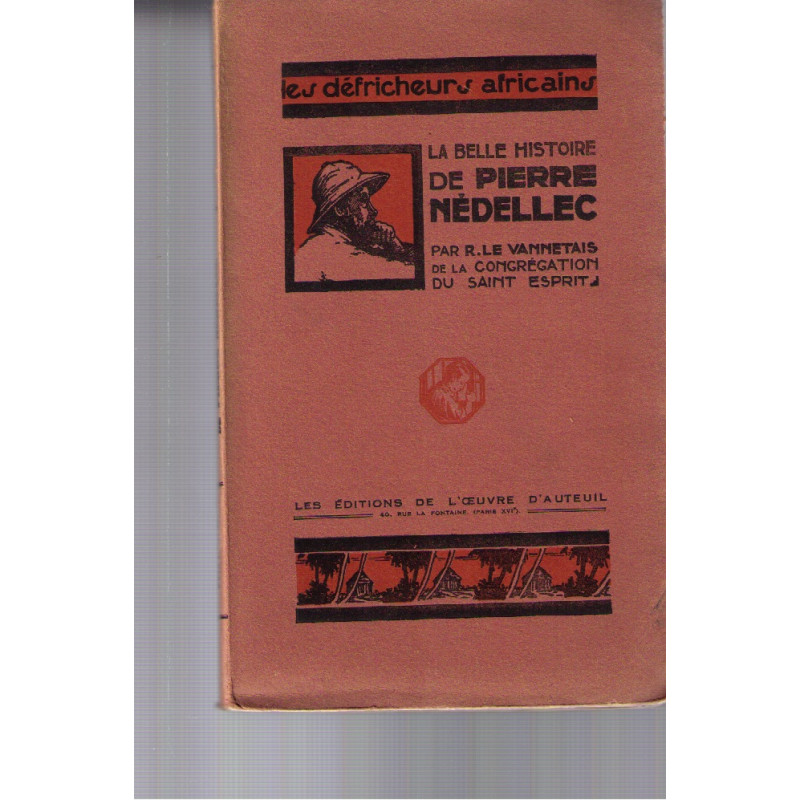 les défricheurs africains
LA BELLE HISTOIRE
DE PIERRE
NÉDELLEC
PAR R. LE VANNETAIS
DE LA CONGRÉGATION
DU SAINT ESPRIT
LES ÉDITIONS DE L'ŒUVRE D'AUTEUIL
40, RUE LA FONTAINE, (PARIS XVIe).